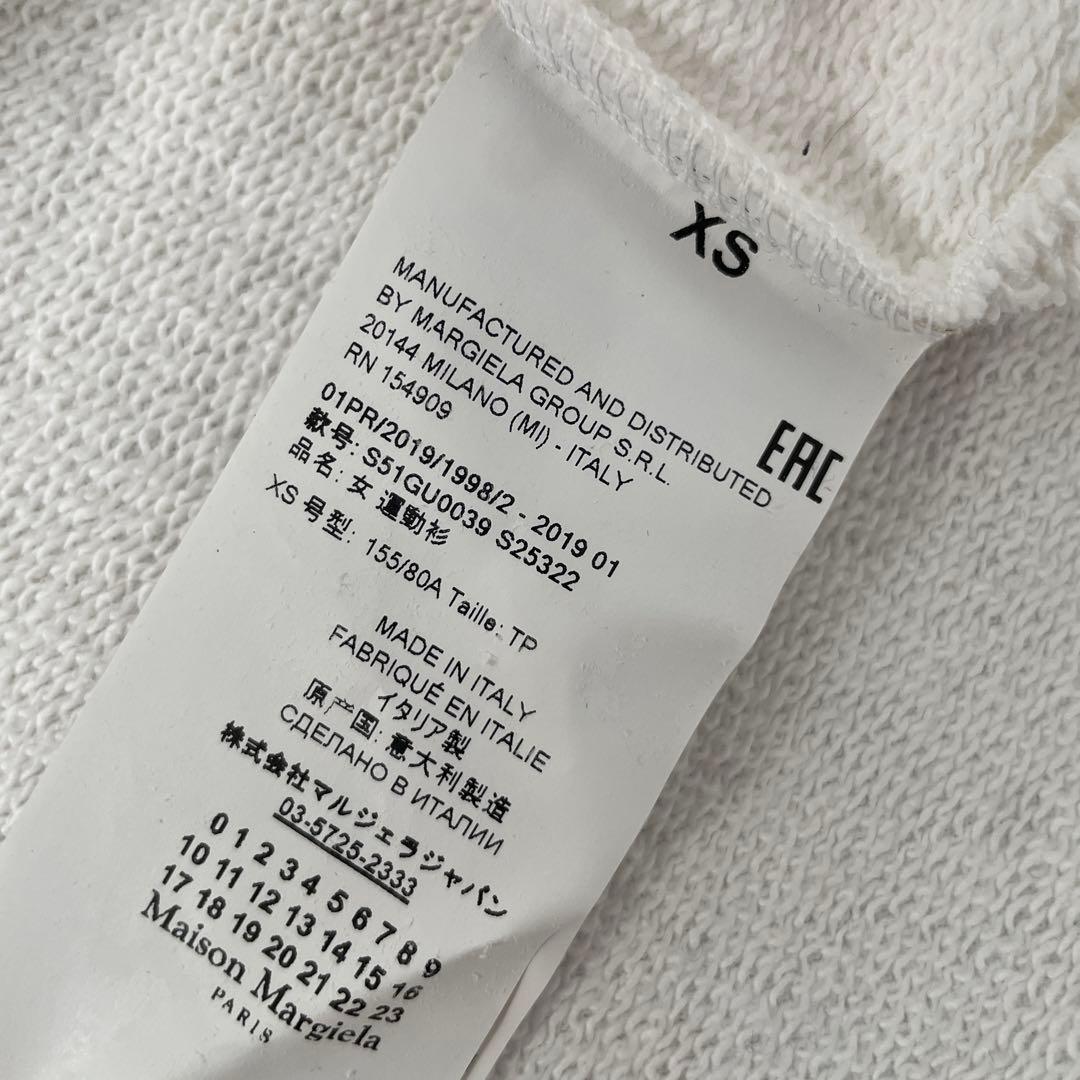 XS
MANUFACTURED AND DISTRIBUTED
BY MARGIELA GROUP S.R.L.
20144 MILANO (MI) - ITALY
RN 154909
EAC
01PR/2019/1998/2 - 2019 01
款号: S51GU0039 S25322
品名: 女 運動衫
XS 号型: 155/80A Taille: TP
MADE IN ITALY
FABRIQUÉ EN ITALIE
イタリア製
原产国: 意大利製造
СДЕЛАНО В ИТАЛИИ
株式会社マルジェラジャパン
03-5725-2333
0 1 2 3 4 5 6 7 8 9
10 11 12 13 14 15 16
17 18 19 20 21 22 23
Maison Margiela
PARIS